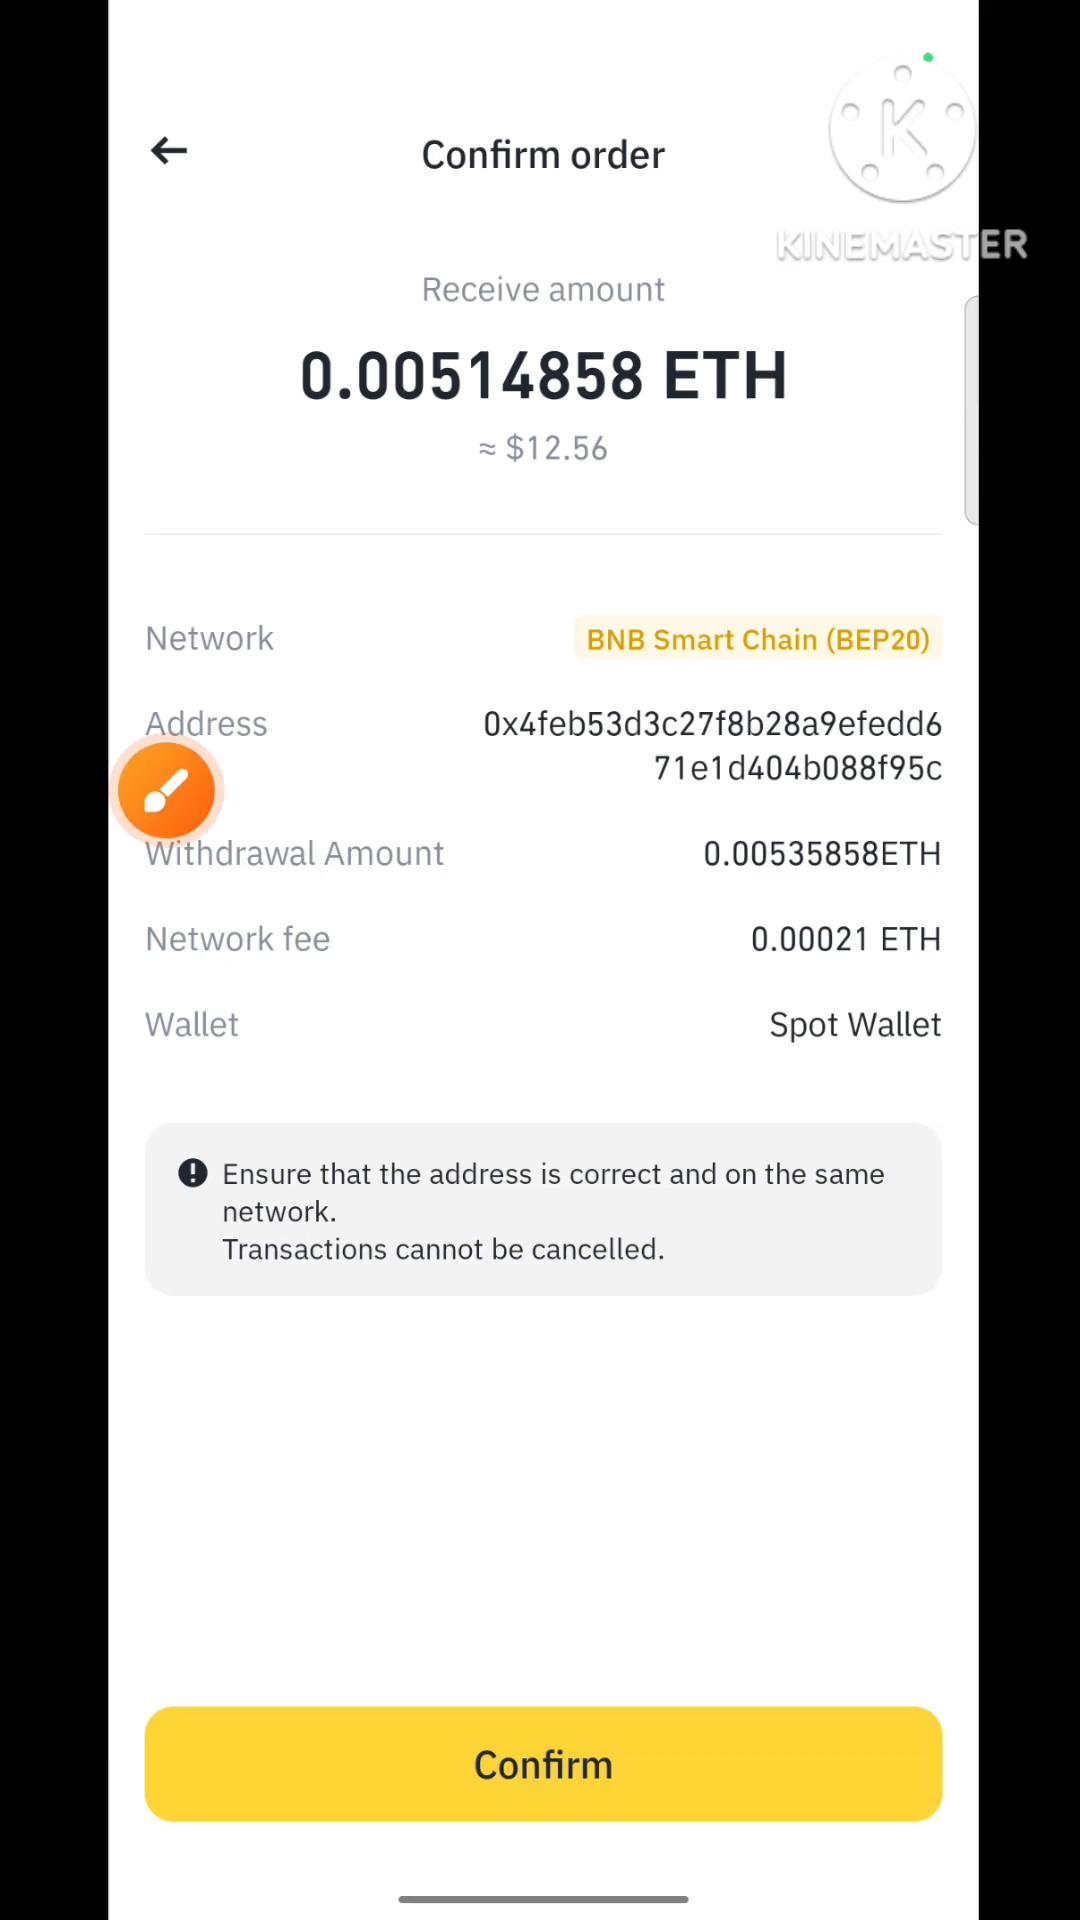 Confirm order
K
KINEMASTER
Receive amount
0.00514858 ETH
≈ $12.56
Network BNB Smart Chain (BEP20)
Address 0x4feb53d3c27f8b28a9efedd6
71e1d404b088f95c
Withdrawal Amount 0.00535858ETH
Network fee 0.00021 ETH
Wallet Spot Wallet
Ensure that the address is correct and on the same
network.
Transactions cannot be cancelled.
Confirm